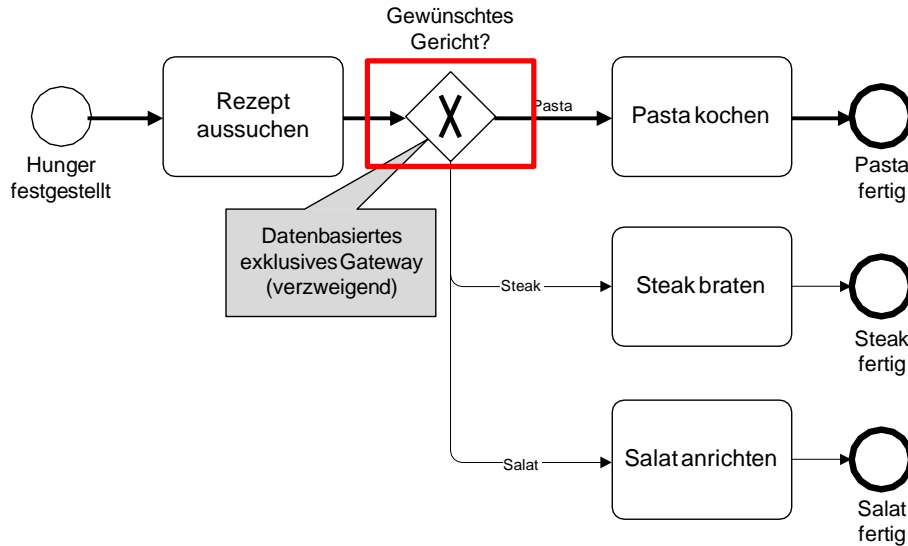 Gewünschtes
Gericht?
Rezept
aussuchen
Pasta
Pasta kochen
Hunger
festgestellt
Pasta
fertig
Datenbasiertes
exklusives Gateway
(verzweigend)
Steak
Steak braten
Steak
fertig
Salat
Salat anrichten
Salat
fertig